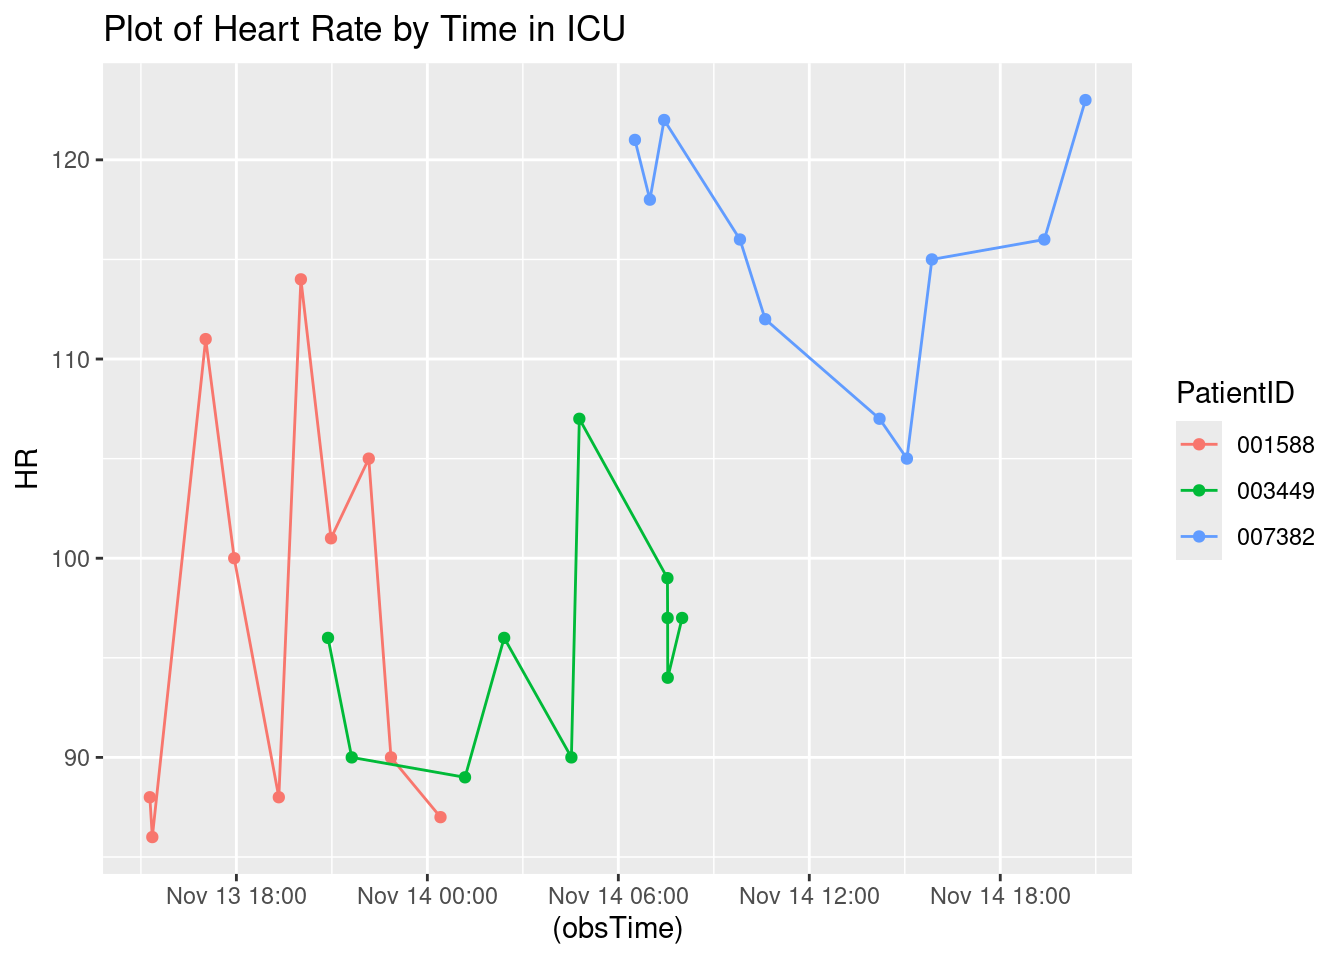 Plot of Heart Rate by Time in ICU
120
110
100
90
HR
Nov 13 18:00 Nov 14 00:00 Nov 14 06:00 Nov 14 12:00 Nov 14 18:00
(obsTime)
PatientID
001588
003449
007382